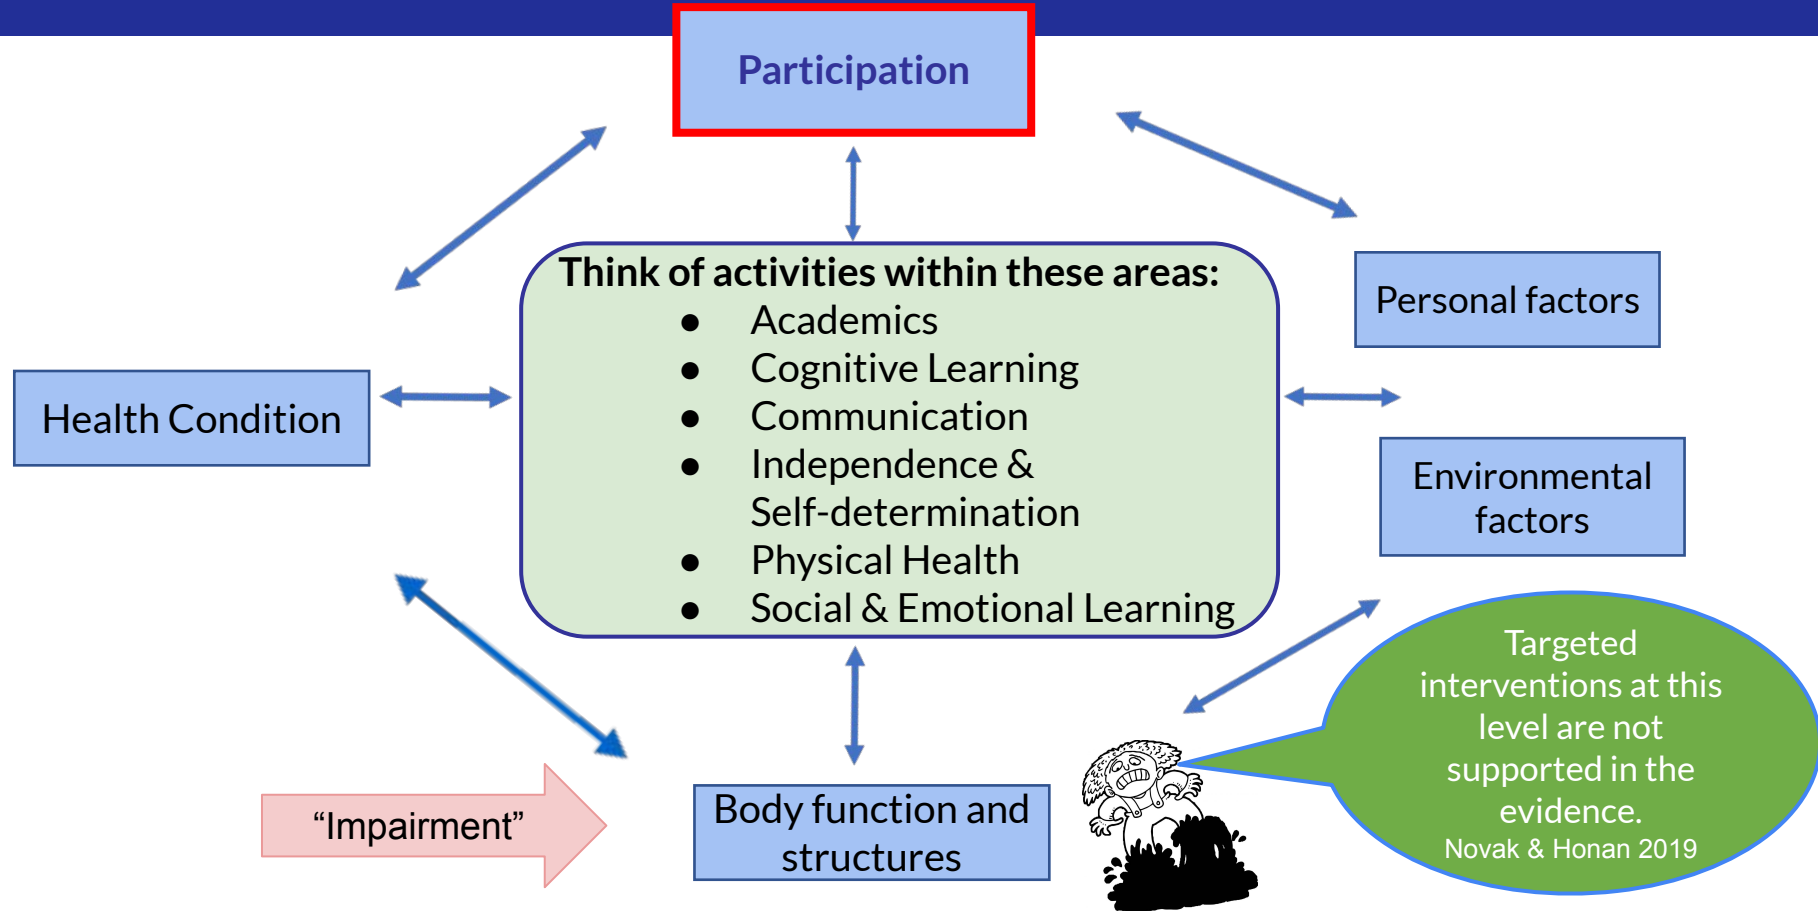 Participation
Think of activities within these areas:
● Academics
● Cognitive Learning
● Communication
● Independence &
Self-determination
● Physical Health
● Social & Emotional Learning
Personal factors
Health Condition
Environmental
factors
Targeted
interventions at this
level are not
supported in the
evidence.
Novak & Honan 2019
“Impairment”
Body function and
structures